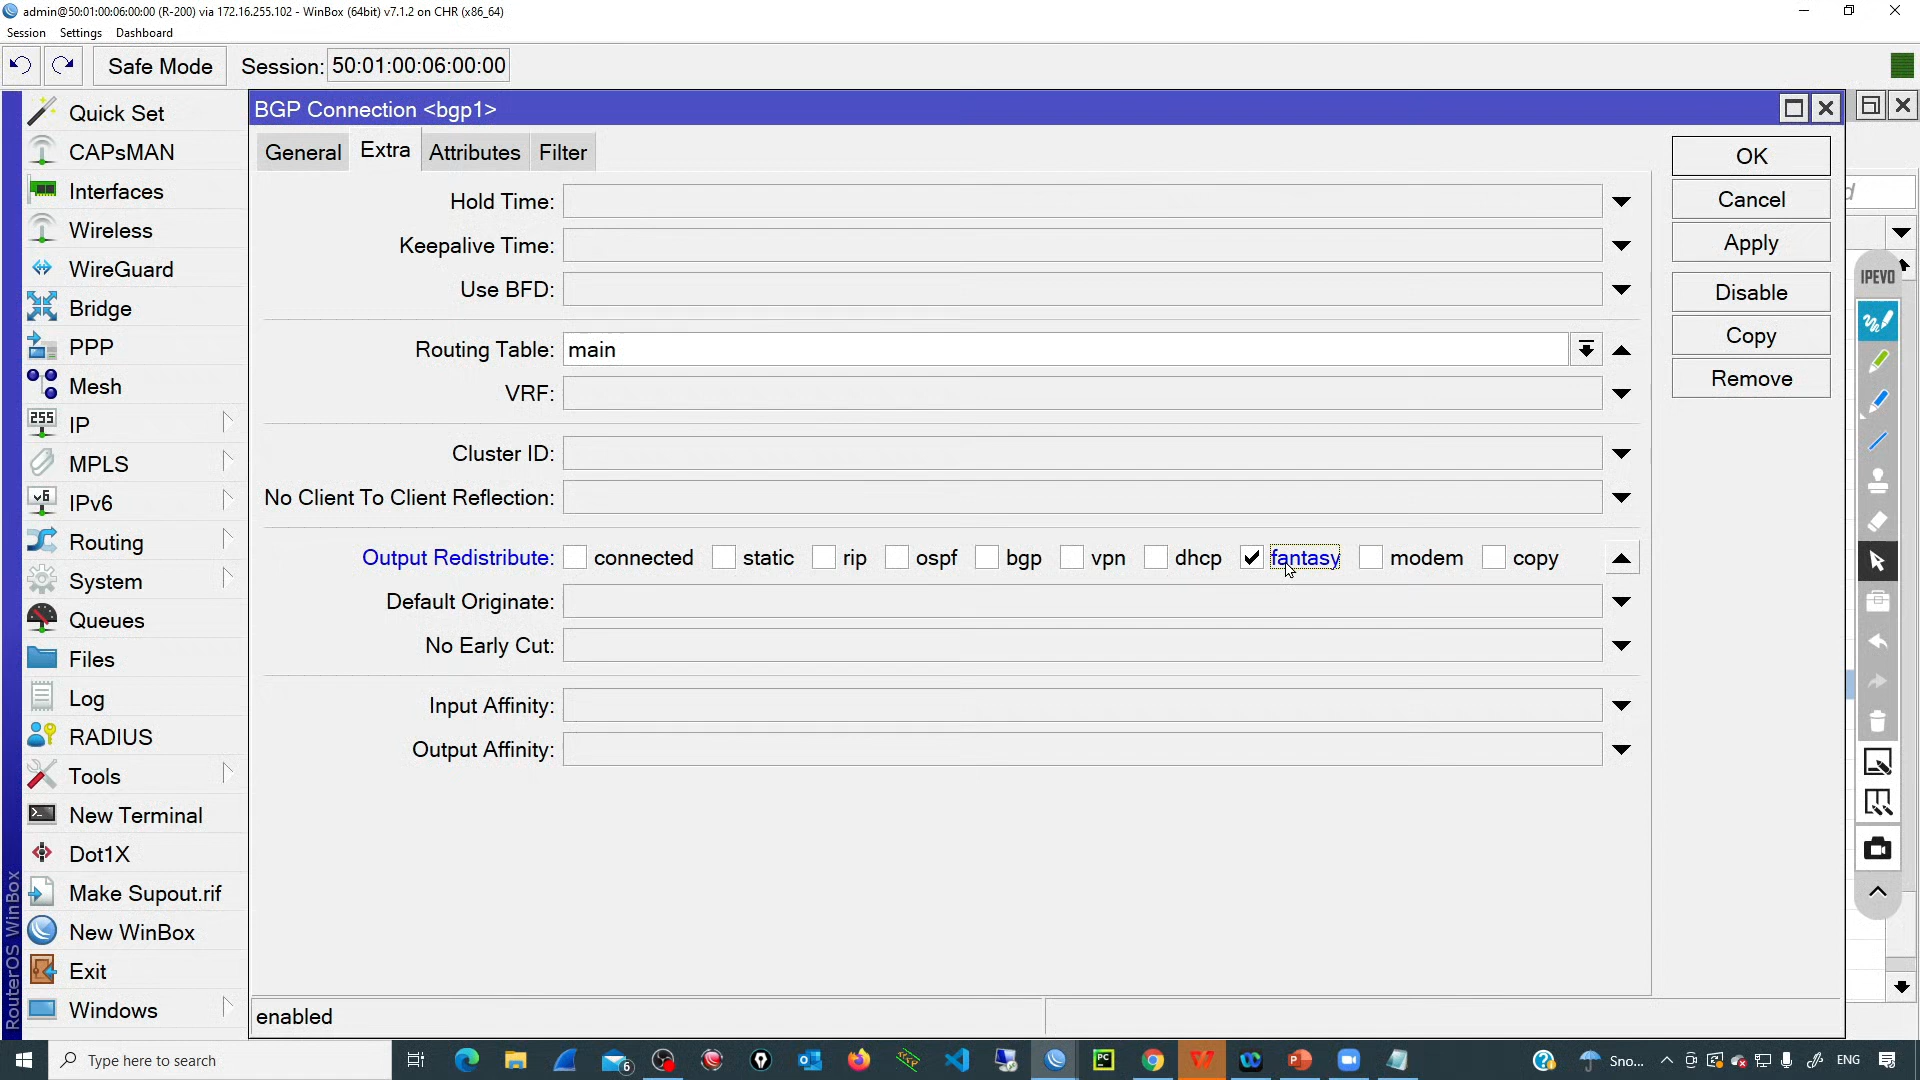 admin@50:01:00:06:00:00 (R-200) via 172.16.255.102 - WinBox (64bit) v7.1.2 on CHR (x86_64)
Session Settings Dashboard
Safe Mode Session: 50:01:00:06:00:00
Quick Set
CAPsMAN
Interfaces
Wireless
WireGuard
Bridge
PPP
Mesh
255 IP
MPLS
v6 IPv6
Routing
System
Queues
Files
Log
RADIUS
Tools
New Terminal
Dot1X
Make Supout.rif
New WinBox
Exit
Windows
RouterOS WinBox
BGP Connection <bgp1>
General Extra Attributes Filter
Hold Time:
Keepalive Time:
Use BFD:
Routing Table: main
VRF:
Cluster ID:
No Client To Client Reflection:
Output Redistribute: connected static rip ospf bgp vpn dhcp fantasy modem copy
Default Originate:
No Early Cut:
Input Affinity:
Output Affinity:
enabled
OK
Cancel
Apply
Disable
Copy
Remove
d
IPEVO
Type here to search
6
PC
Sno...
ENG